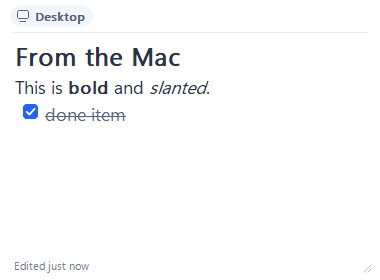 Desktop
From the Mac
This is bold and slanted.
done item
Edited just now